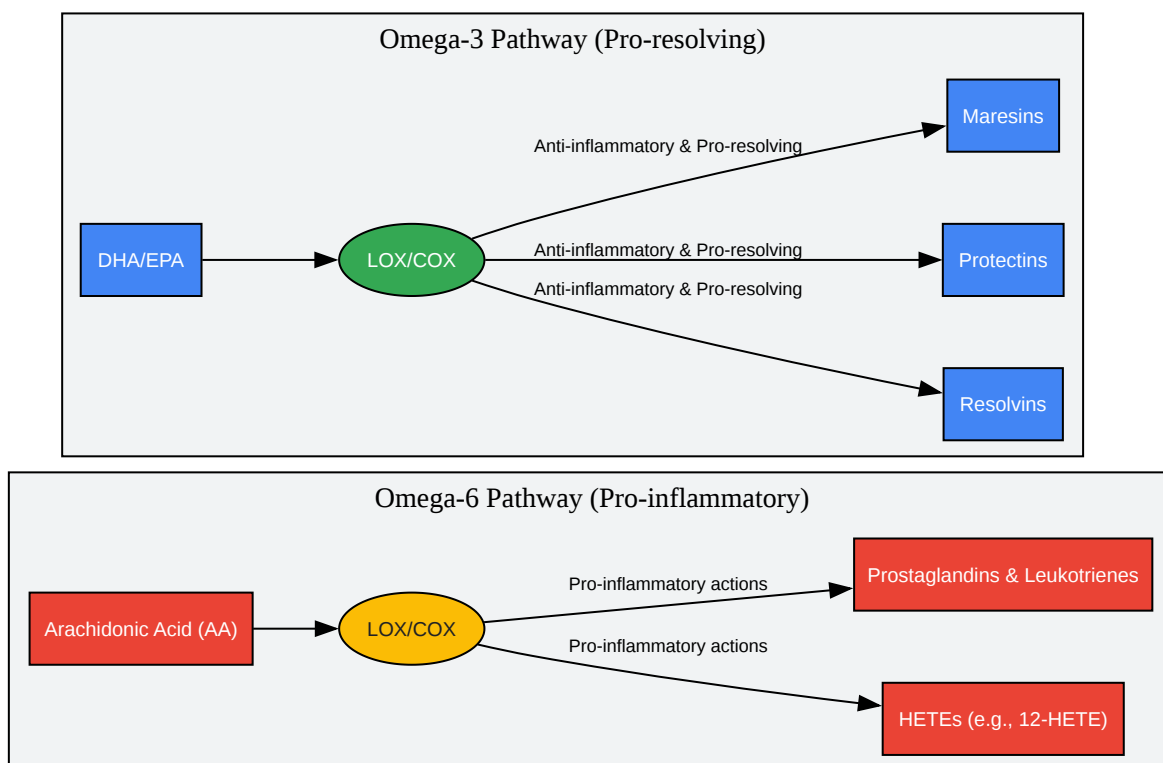 Omega-3 Pathway (Pro-resolving)
Maresins
Anti-inflammatory & Pro-resolving
DHA/EPA
LOX/COX
Anti-inflammatory & Pro-resolving
Protectins
Anti-inflammatory & Pro-resolving
Resolvins
Omega-6 Pathway (Pro-inflammatory)
Prostaglandins & Leukotrienes
Pro-inflammatory actions
Arachidonic Acid (AA)
LOX/COX
Pro-inflammatory actions
HETEs (e.g., 12-HETE)